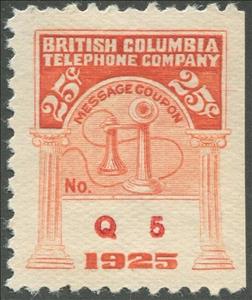 BRITISH COLUMBIA
TELEPHONE COMPANY
25¢ 25¢
MESSAGE COUPON
No.
Q 5
1925